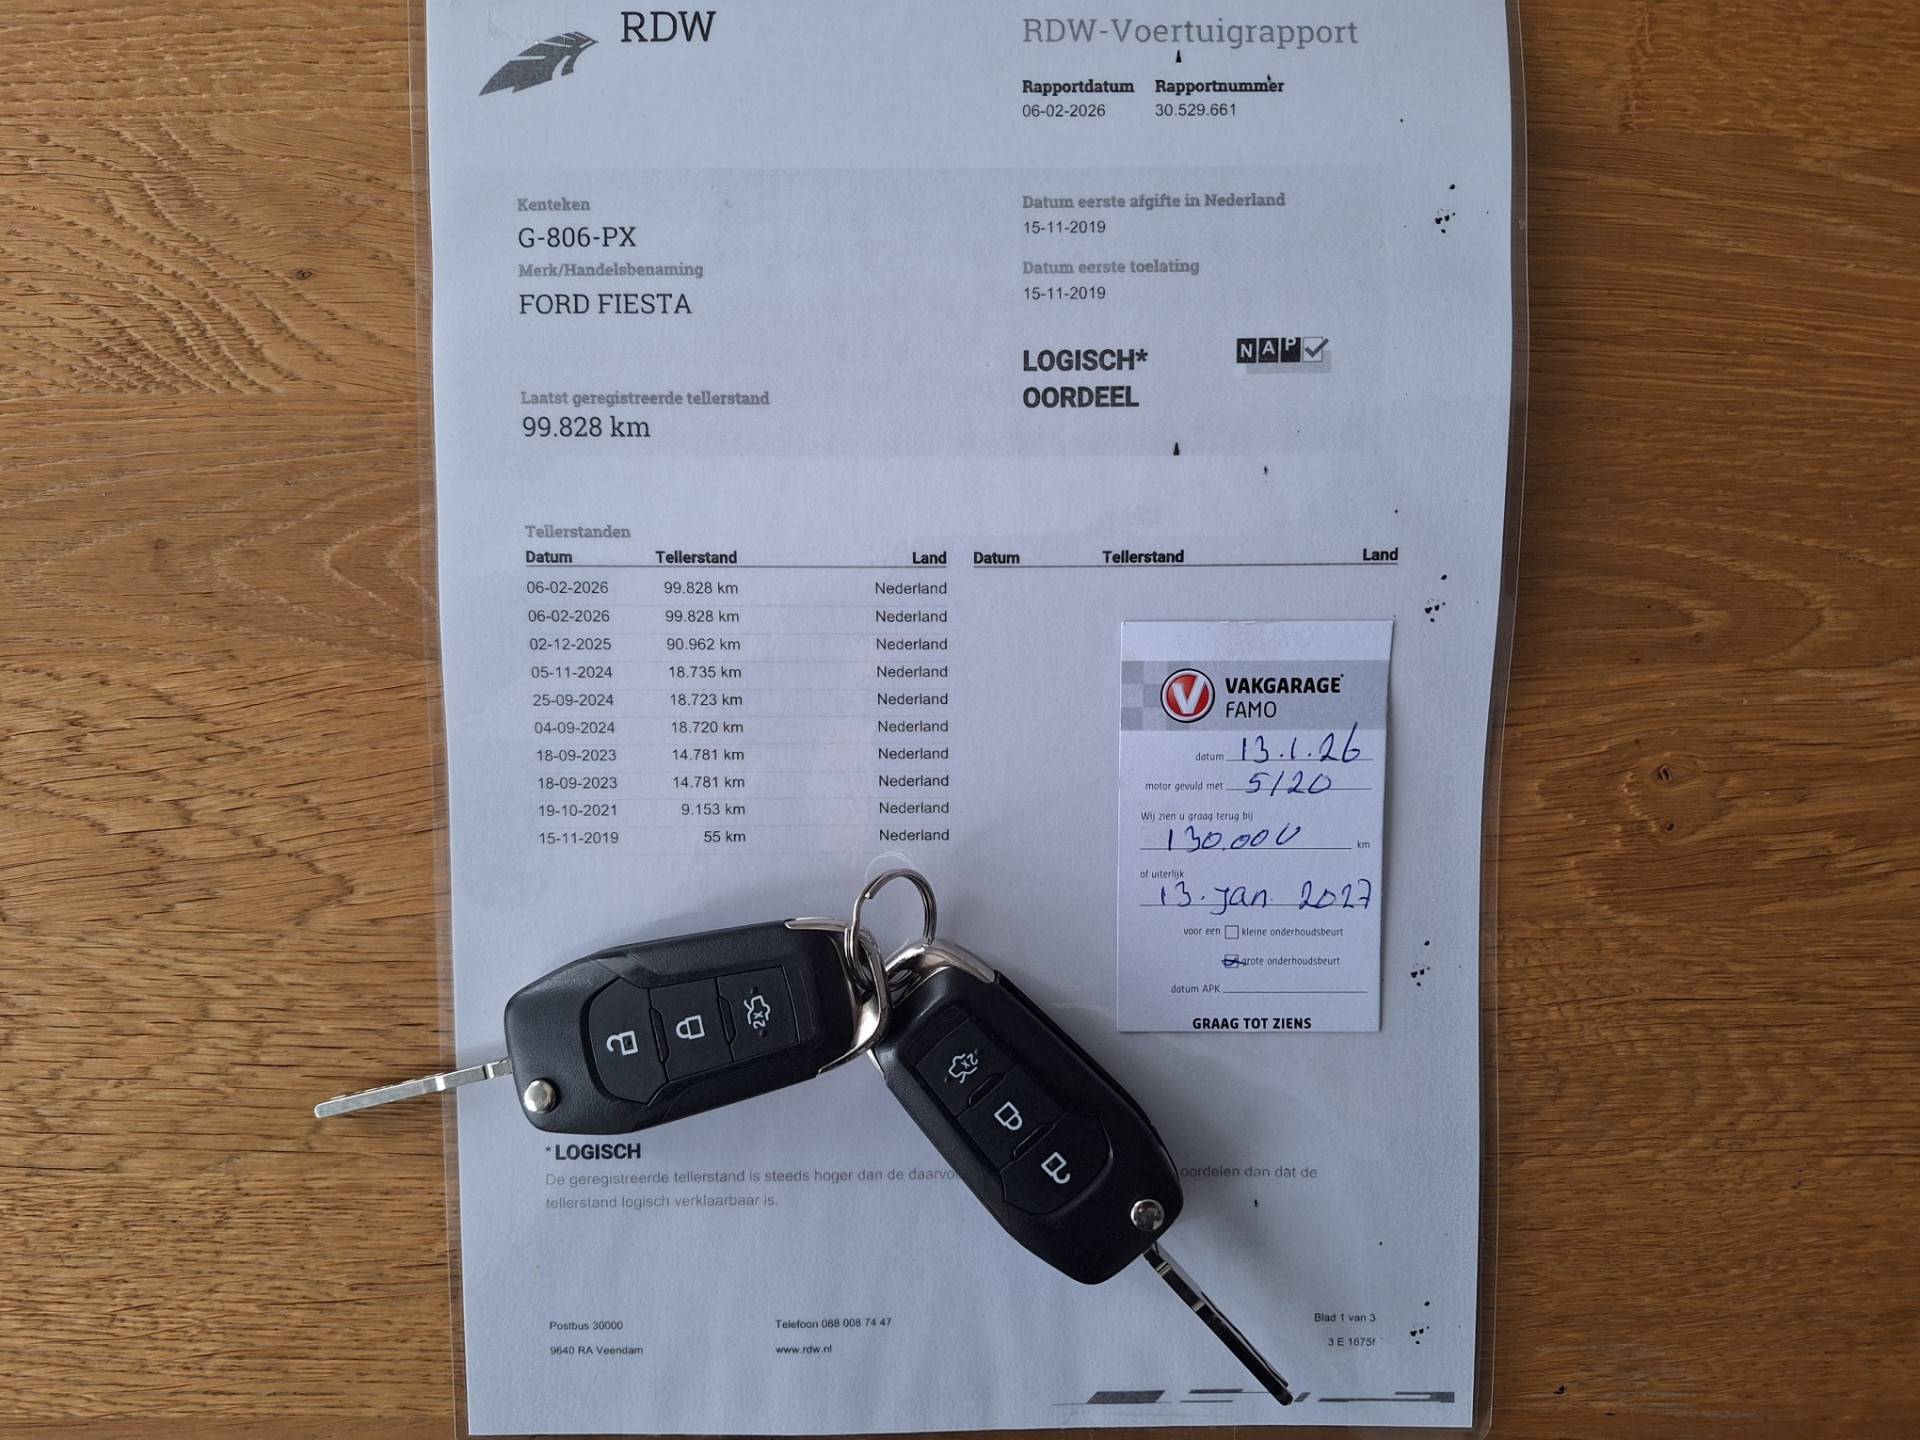 RDW
RDW-Voertuigrapport
Rapportdatum Rapportnummer
06-02-2026 30.529.661
Kenteken
G-806-PX
Merk/Handelsbenaming
FORD FIESTA
Datum eerste afgifte in Nederland
15-11-2019
Datum eerste toelating
15-11-2019
Laatst geregistreerde tellerstand
99.828 km
LOGISCH*
OORDEEL
NAP
Tellerstanden
Datum Tellerstand Land Datum Tellerstand Land
06-02-2026 99.828 km Nederland
06-02-2026 99.828 km Nederland
02-12-2025 90.962 km Nederland
05-11-2024 18.735 km Nederland
25-09-2024 18.723 km Nederland
04-09-2024 18.720 km Nederland
18-09-2023 14.781 km Nederland
18-09-2023 14.781 km Nederland
19-10-2021 9.153 km Nederland
15-11-2019 55 km Nederland
V VAKGARAGE
FAMO
datum 13.1.26
motor gevuld met 5/20
Wij zien u graag terug bij
130.000 km
of uiterlijk
13. jan. 2027
voor een kleine onderhoudsbeurt
grote onderhoudsbeurt
datum APK
GRAAG TOT ZIENS
2x
2x
*LOGISCH
De geregistreerde tellerstand is steeds hoger dan de oordelen dan dat de
tellerstand logisch verklaarbaar is.
Postbus 30000 Telefoon 088 008 74 47 Blad 1 van 3
9640 RA Veendam www.rdw.nl 3 E 1675f